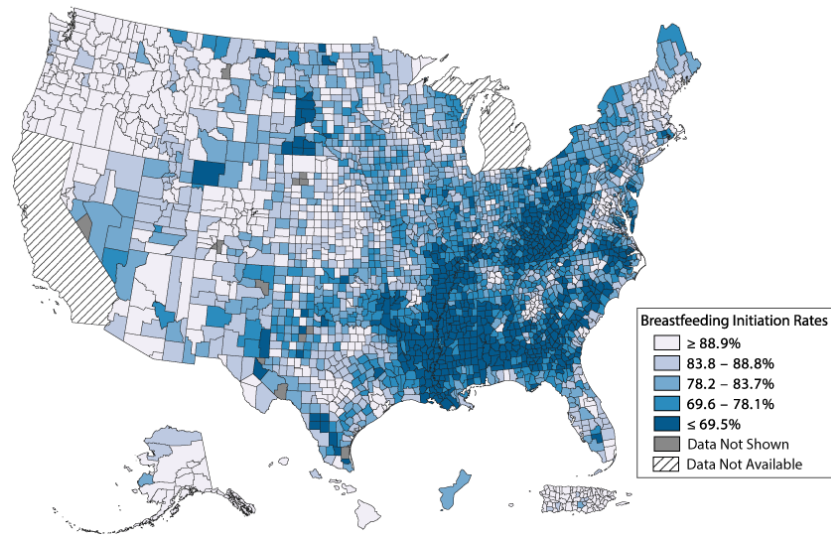 Breastfeeding Initiation Rates
≥ 88.9%
83.8 – 88.8%
78.2 – 83.7%
69.6 – 78.1%
≤ 69.5%
Data Not Shown
Data Not Available